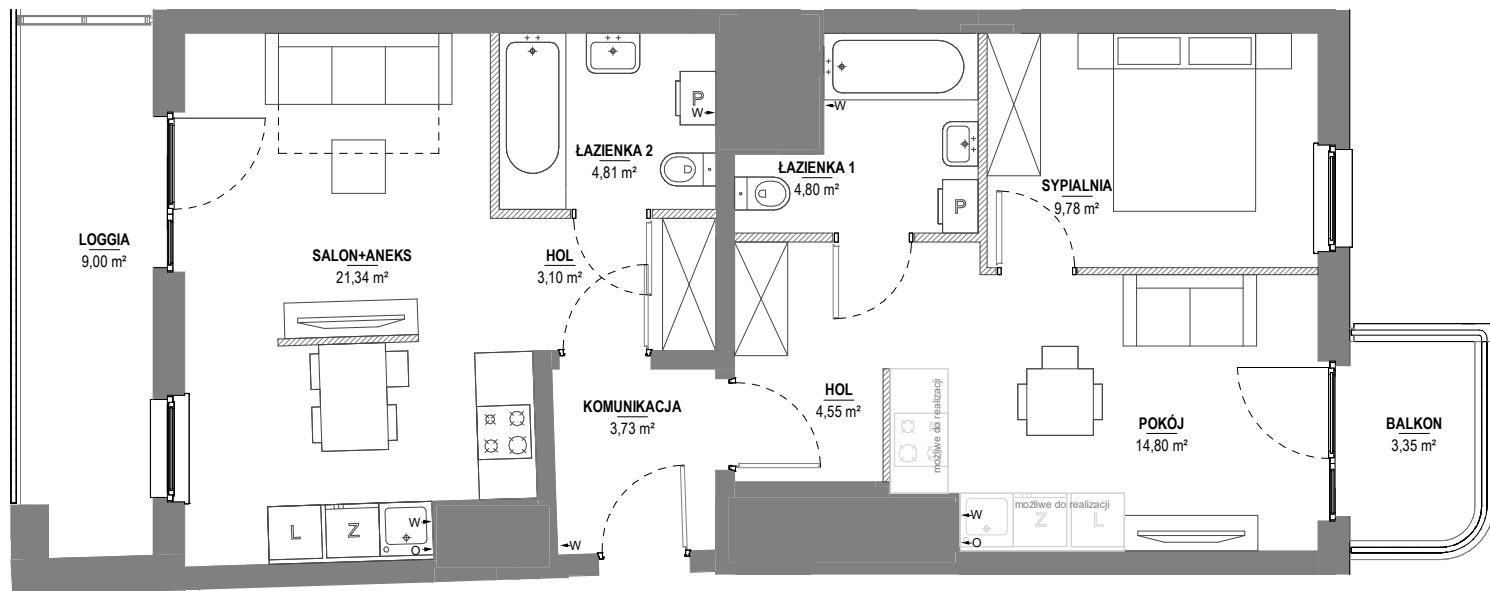 LOGGIA
9,00 m²
SALON+ANEKS
21,34 m²
HOL
3,10 m²
ŁAZIENKA 2
4,81 m²
P
W
ŁAZIENKA 1
4,80 m²
W
P
SYPIALNIA
9,78 m²
KOMUNIKACJA
3,73 m²
HOL
4,55 m²
możliwe do realizacji
POKÓJ
14,80 m²
BALKON
3,35 m²
L
Z
W
O
W
W
O
możliwe do realizacji
Z
L